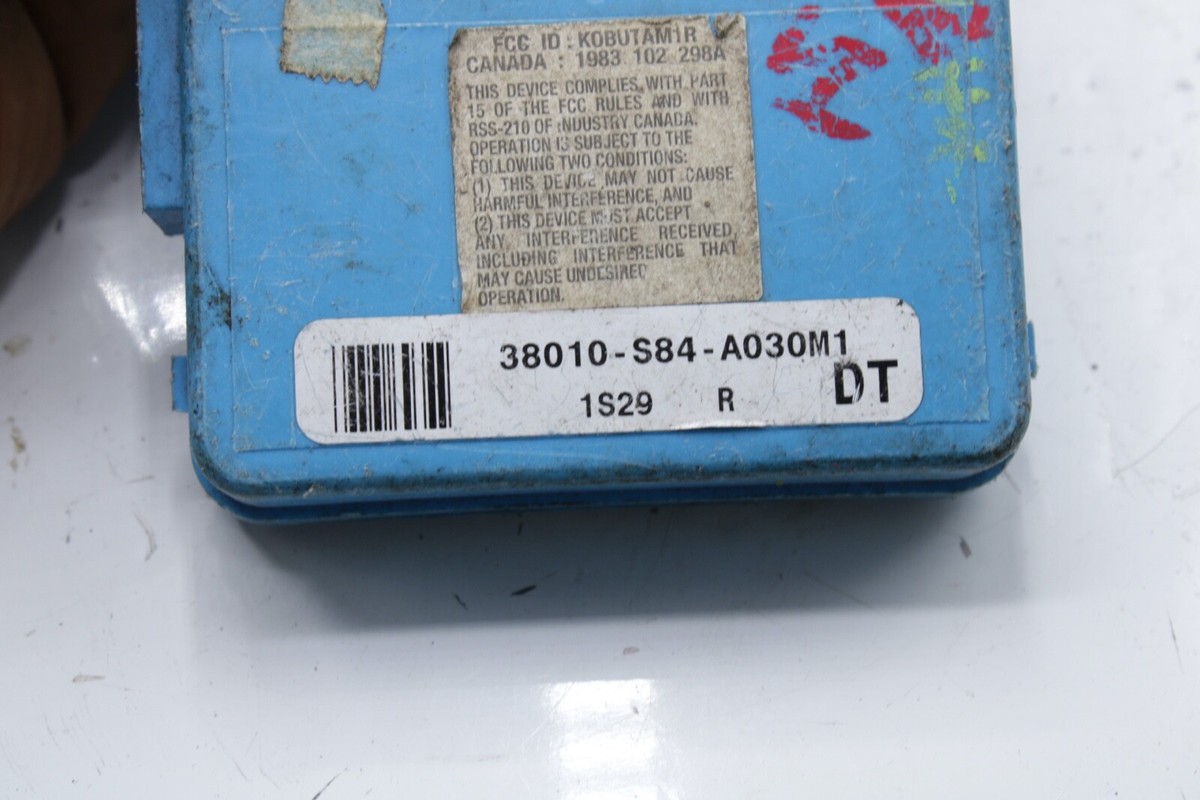 FCC ID : KOBUTAM1R
CANADA : 1983 102 298A
THIS DEVICE COMPLIES WITH PART
15 OF THE FCC RULES AND WITH
RSS-210 OF INDUSTRY CANADA.
OPERATION IS SUBJECT TO THE
FOLLOWING TWO CONDITIONS:
(1) THIS DEVICE MAY NOT CAUSE
HARMFUL INTERFERENCE, AND
(2) THIS DEVICE MUST ACCEPT
ANY INTERFERENCE RECEIVED,
INCLUDING INTERFERENCE THAT
MAY CAUSE UNDESIRED
OPERATION.
38010-S84-A030M1
1S29 R DT